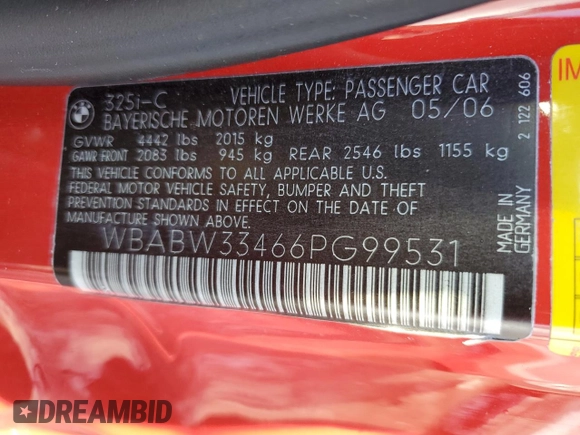 325i-C VEHICLE TYPE: PASSENGER CAR
BAYERISCHE MOTOREN WERKE AG 05/06
GVWR 4442 lbs 2015 kg
GAWR FRONT 2083 lbs 945 kg REAR 2546 lbs 1155 kg
THIS VEHICLE CONFORMS TO ALL APPLICABLE U.S.
FEDERAL MOTOR VEHICLE SAFETY, BUMPER AND THEFT
PREVENTION STANDARDS IN EFFECT ON THE DATE OF
MANUFACTURE SHOWN ABOVE.
WBABW33466PG99531
2 122 606
MADE IN
GERMANY
IM
DREAMBID